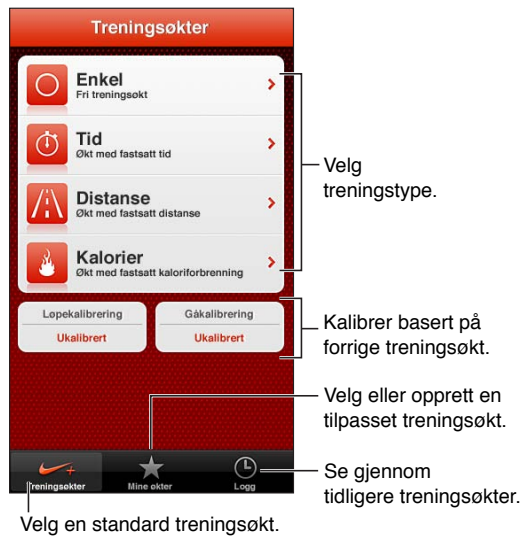 Treningsøkter
Enkel
Fri treningsøkt
Tid
Økt med fastsatt tid
Distanse
Økt med fastsatt distanse
Kalorier
Økt med fastsatt kaloriforbrenning
Løpekalibrering
Ukalibrert
Gåkalibrering
Ukalibrert
Treningsøkter
Mine økter
Logg
Velg
treningstype.
Kalibrer basert på
forrige treningsøkt.
Velg eller opprett en
tilpasset treningsøkt.
Se gjennom
tidligere treningsøkter.
Velg en standard treningsøkt.